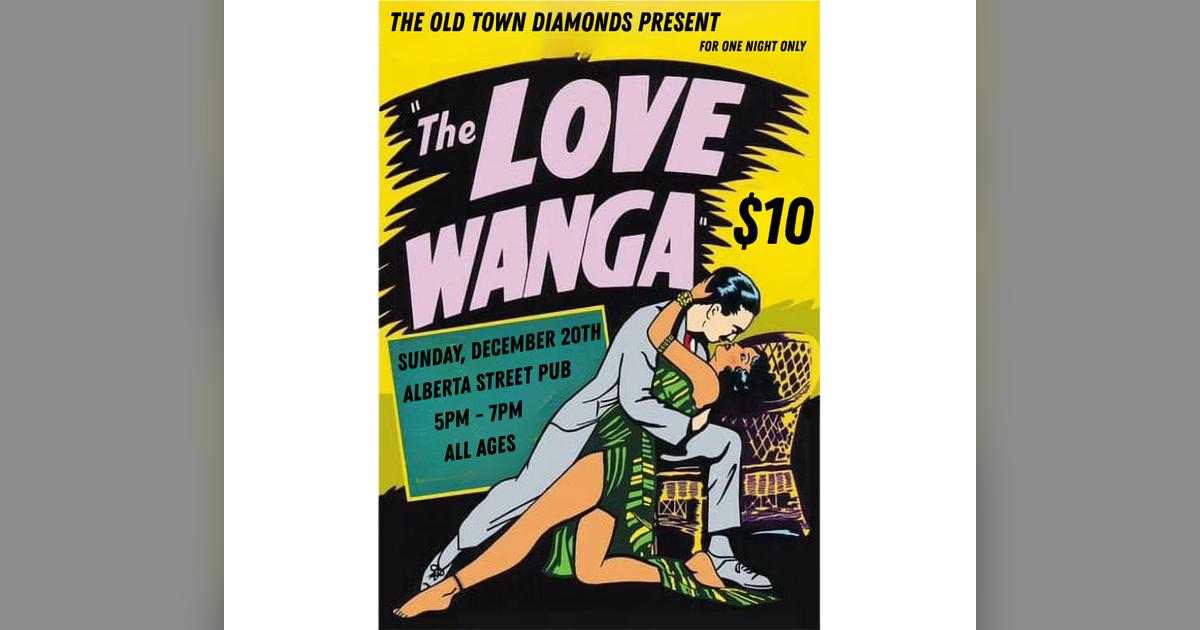 THE OLD TOWN DIAMONDS PRESENT
FOR ONE NIGHT ONLY
"The LOVE
WANGA"
$10
SUNDAY, DECEMBER 20TH
ALBERTA STREET PUB
5PM - 7PM
ALL AGES